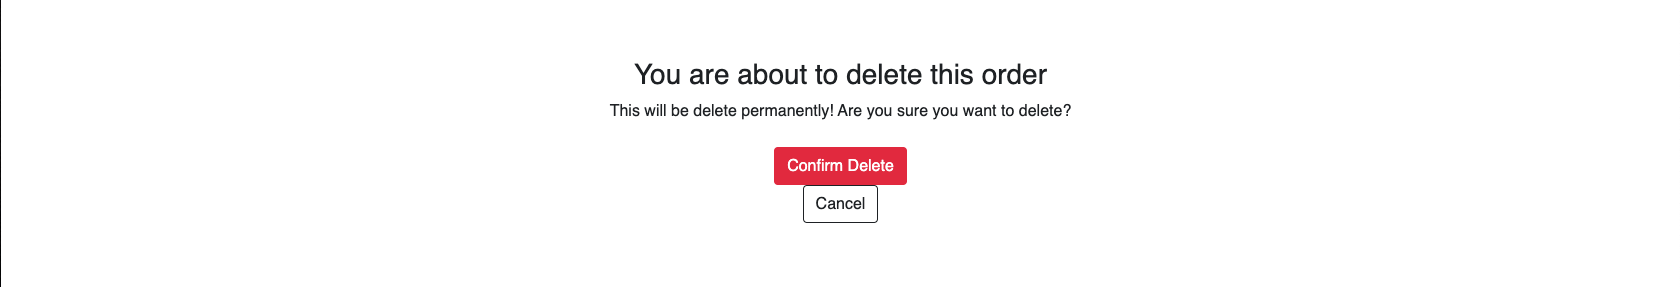 You are about to delete this order
This will be delete permanently! Are you sure you want to delete?
Confirm Delete
Cancel